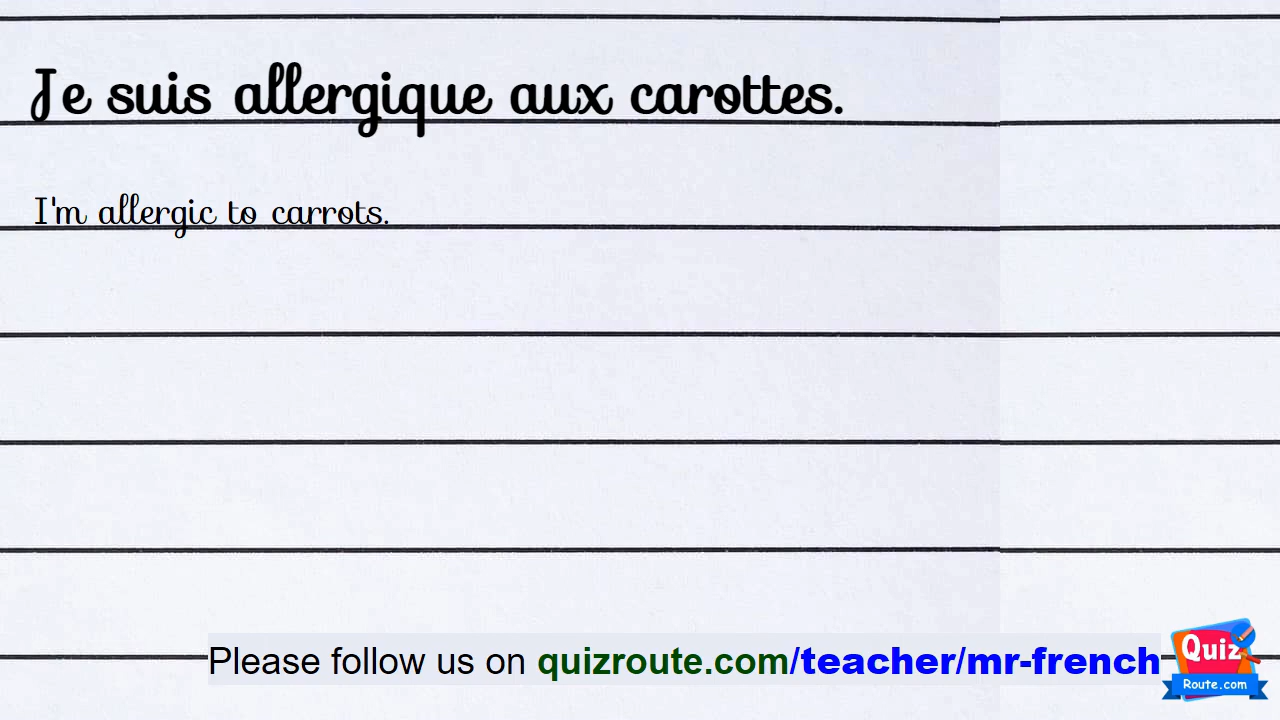 Je suis allergique aux carottes.
I'm allergic to carrots.
Please follow us on quizroute.com/teacher/mr-french
Quiz
Route.com